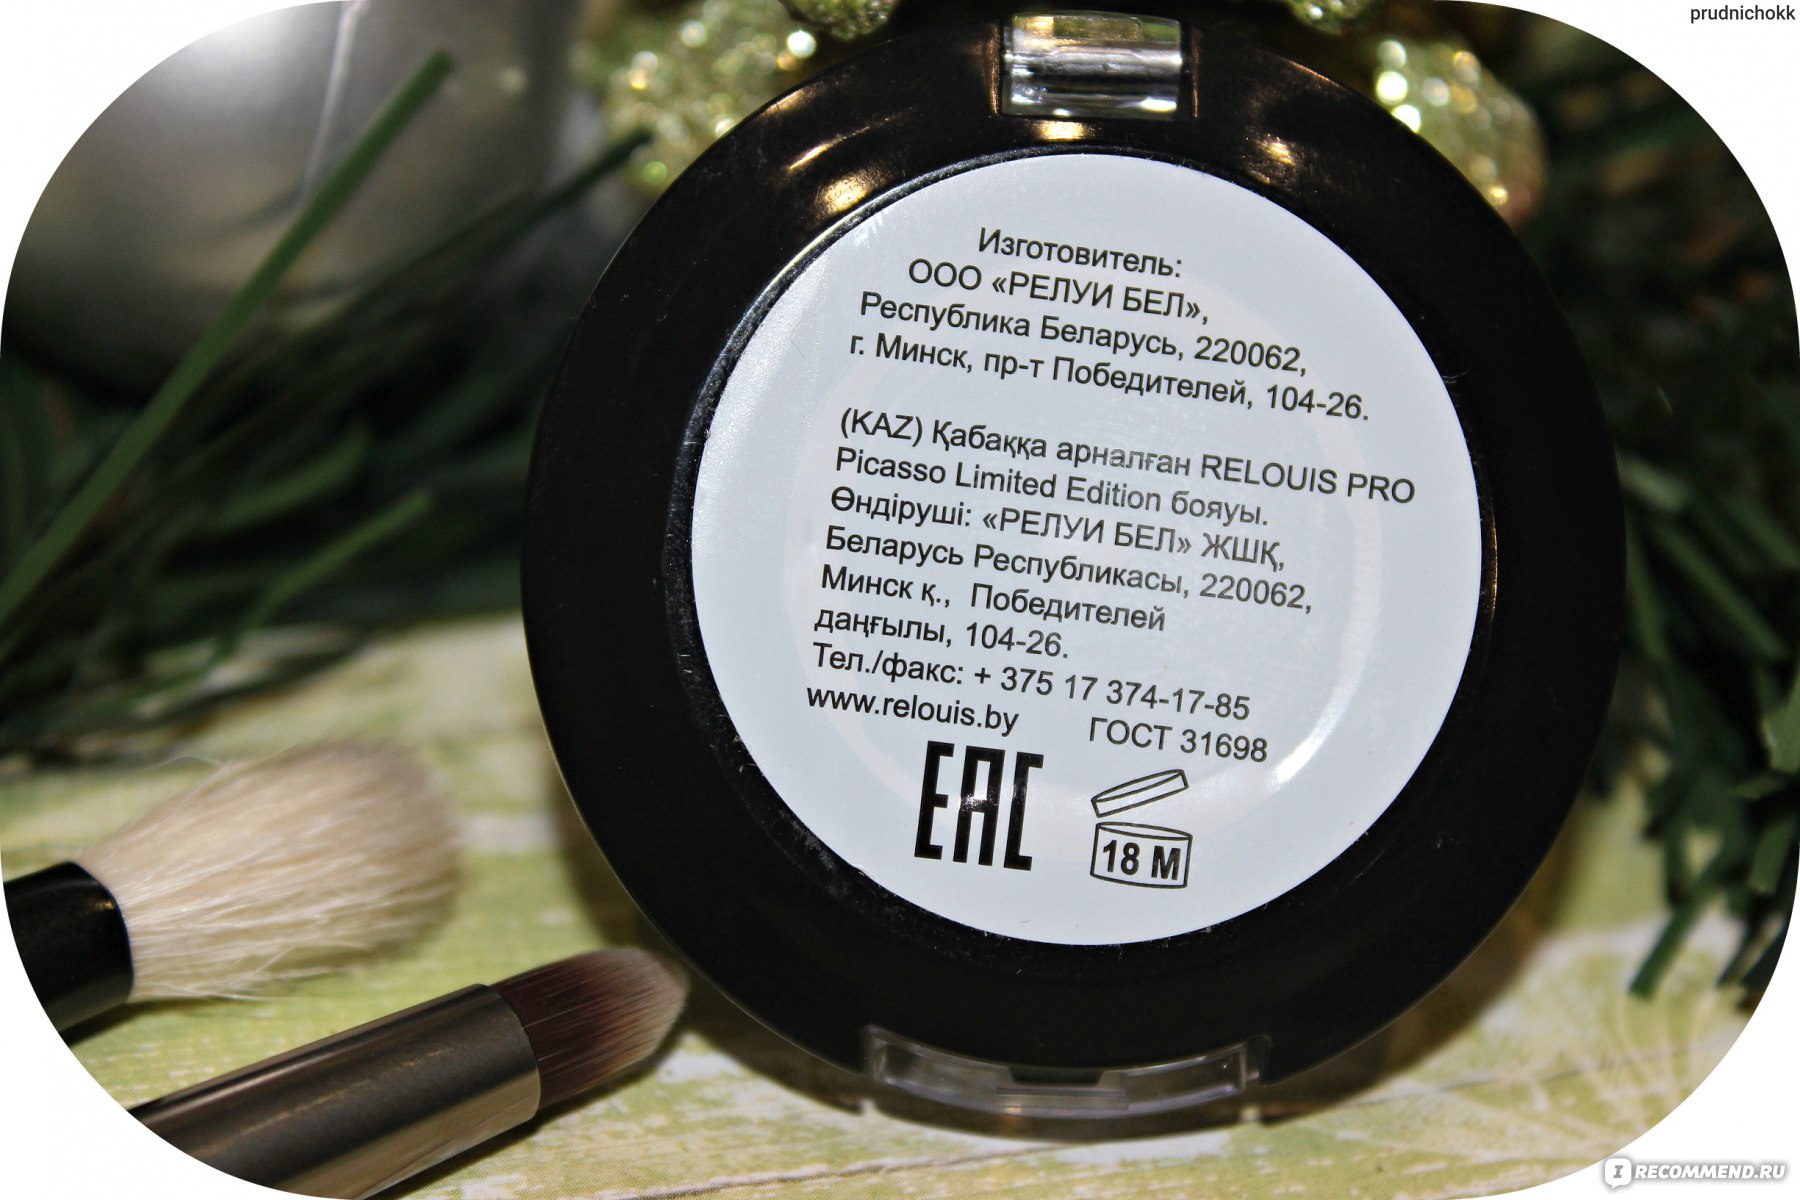 prudnichokk
Изготовитель:
ООО «РЕЛУИ БЕЛ»,
Республика Беларусь, 220062,
г. Минск, пр-т Победителей, 104-26.
(KAZ) Қабаққа арналған RELOUIS PRO
Picasso Limited Edition бояуы.
Өндіруші: «РЕЛУИ БЕЛ» ЖШҚ,
Беларусь Республикасы, 220062,
Минск қ., Победителей
даңғылы, 104-26.
Тел./факс: + 375 17 374-17-85
www.relouis.by ГОСТ 31698
EAC
18 M
I RECOMMEND.RU